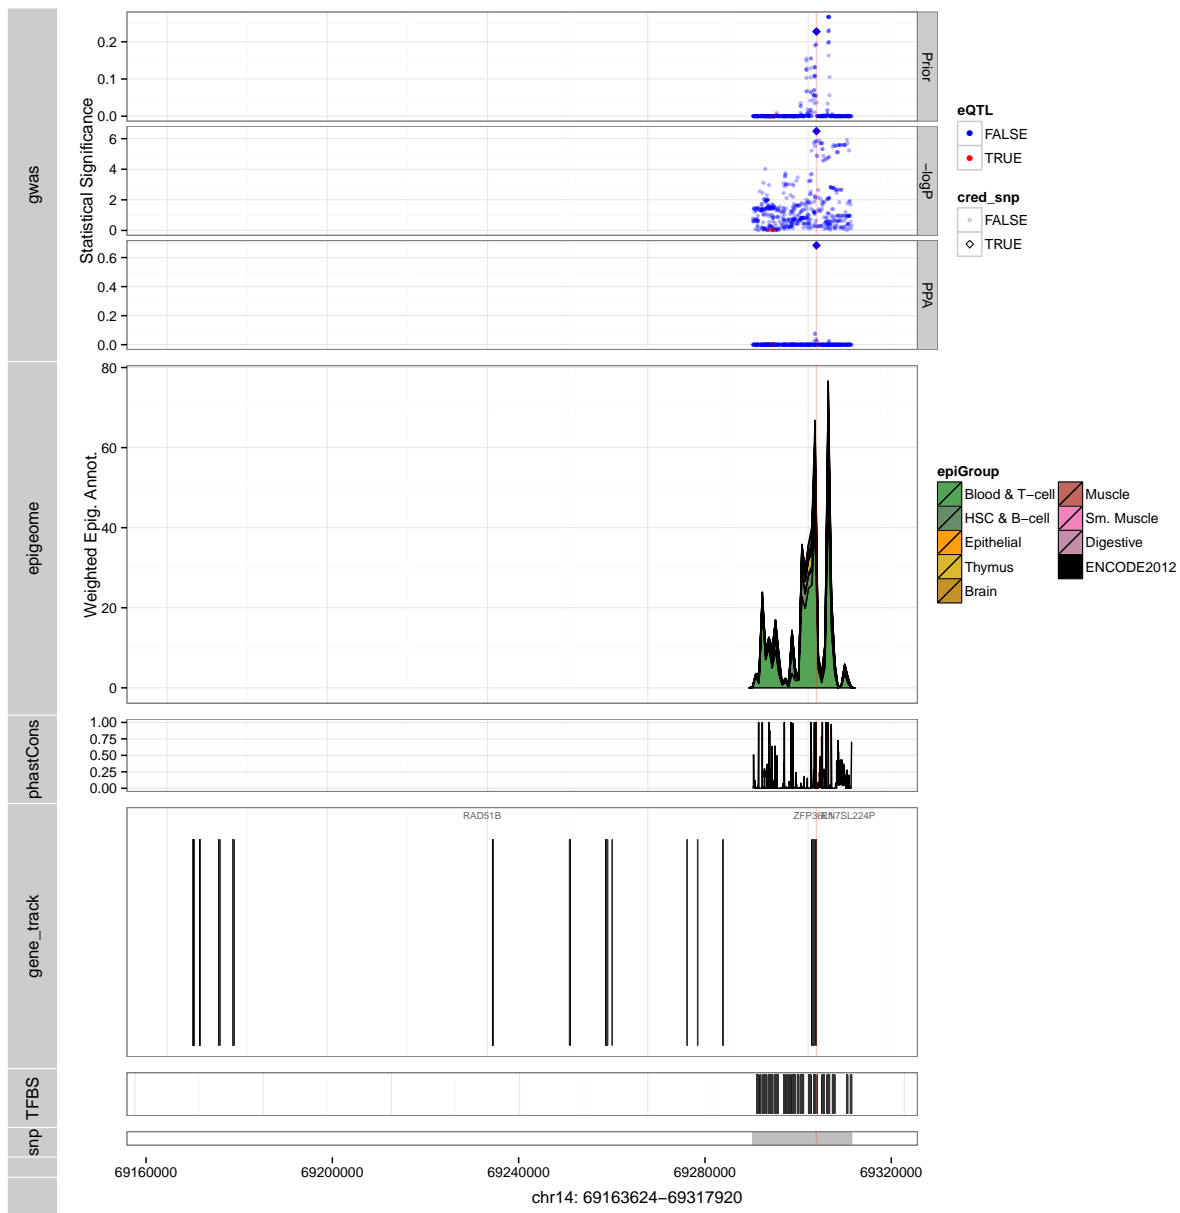 gwas
Statistical Significance
0.2
0.1
0.0
Prior
6
4
2
0
−logP
0.6
0.4
0.2
0.0
PPA
eQTL
FALSE
TRUE
cred_snp
FALSE
TRUE
epigeome
Weighted Epig. Annot.
80
60
40
20
0
epiGroup
Blood & T−cell
HSC & B−cell
Epithelial
Thymus
Brain
Muscle
Sm. Muscle
Digestive
ENCODE2012
phastCons
1.00
0.75
0.50
0.25
0.00
gene_track
RAD51B
TFBS
snp
69160000 69200000 69240000 69280000 69320000
chr14: 69163624−69317920